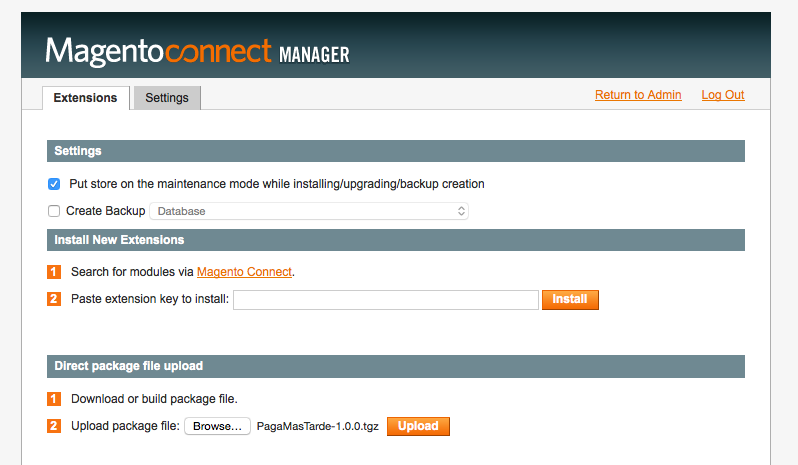 Magentoconnect MANAGER
Extensions Settings Return to Admin Log Out
Settings
Put store on the maintenance mode while installing/upgrading/backup creation
Create Backup Database
Install New Extensions
1 Search for modules via Magento Connect.
2 Paste extension key to install: Install
Direct package file upload
1 Download or build package file.
2 Upload package file: Browse... PagaMasTarde-1.0.0.tgz Upload